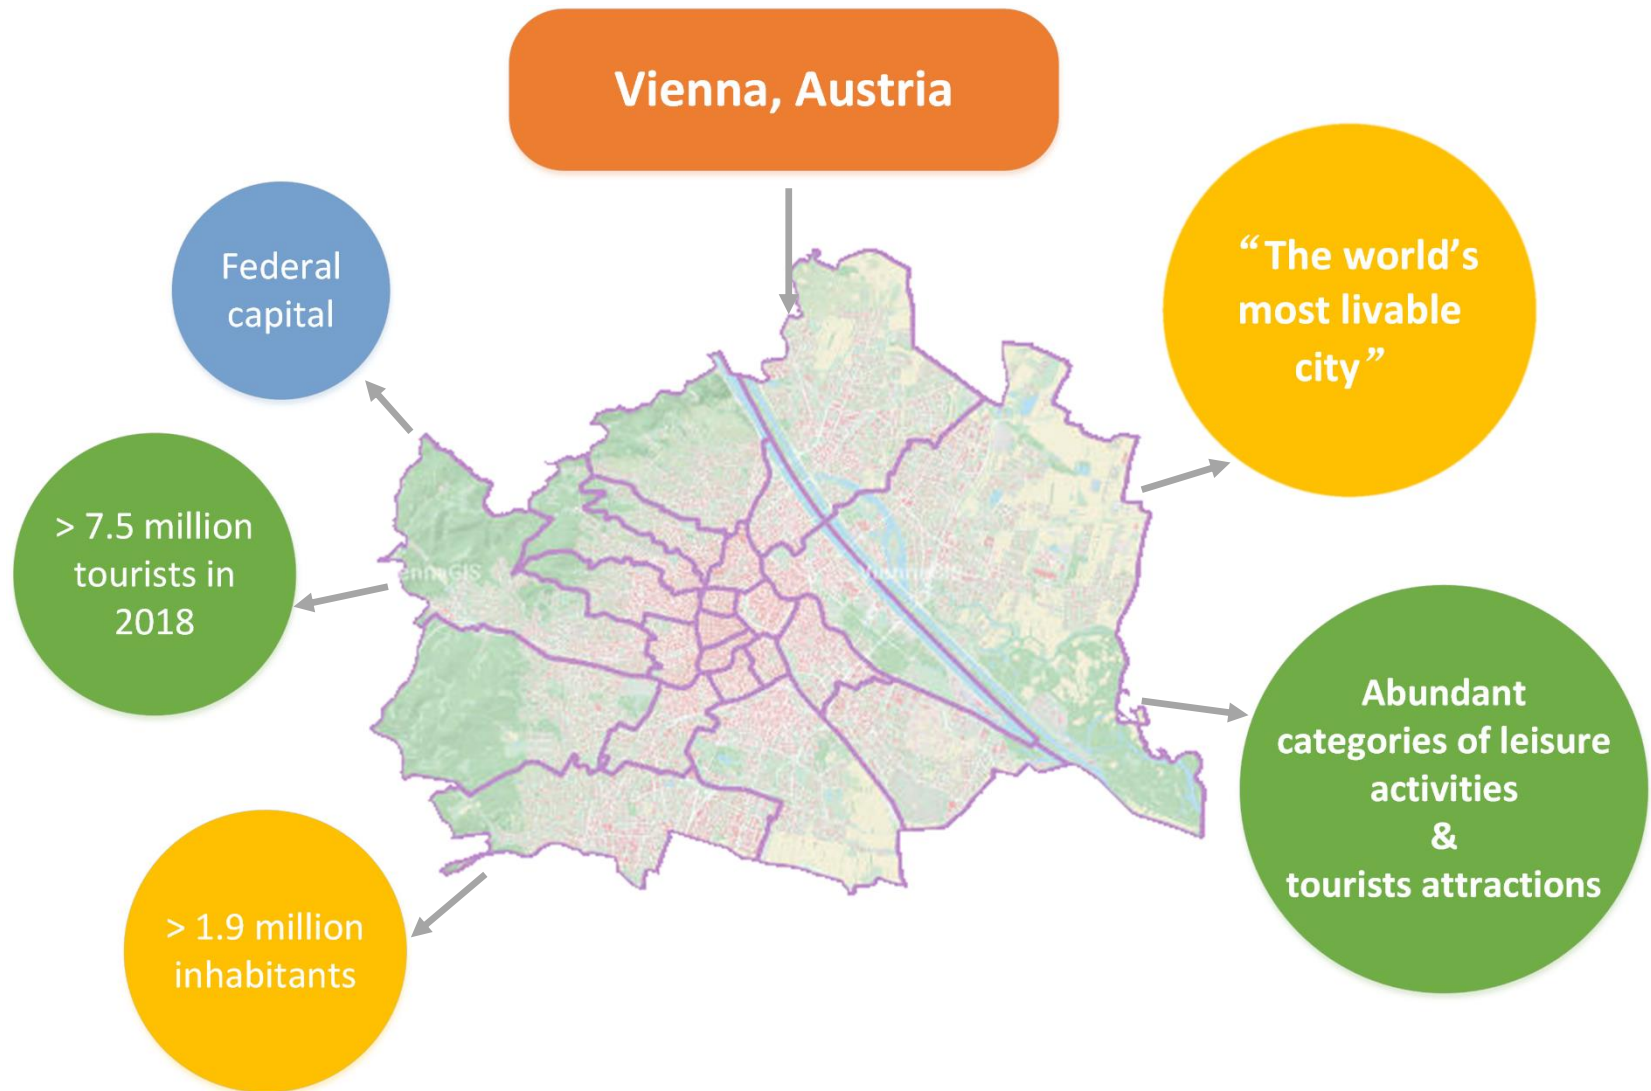 Vienna, Austria
Federal
capital
“The world’s
most livable
city”
> 7.5 million
tourists in
2018
Abundant
categories of leisure
activities
&
tourists attractions
> 1.9 million
inhabitants